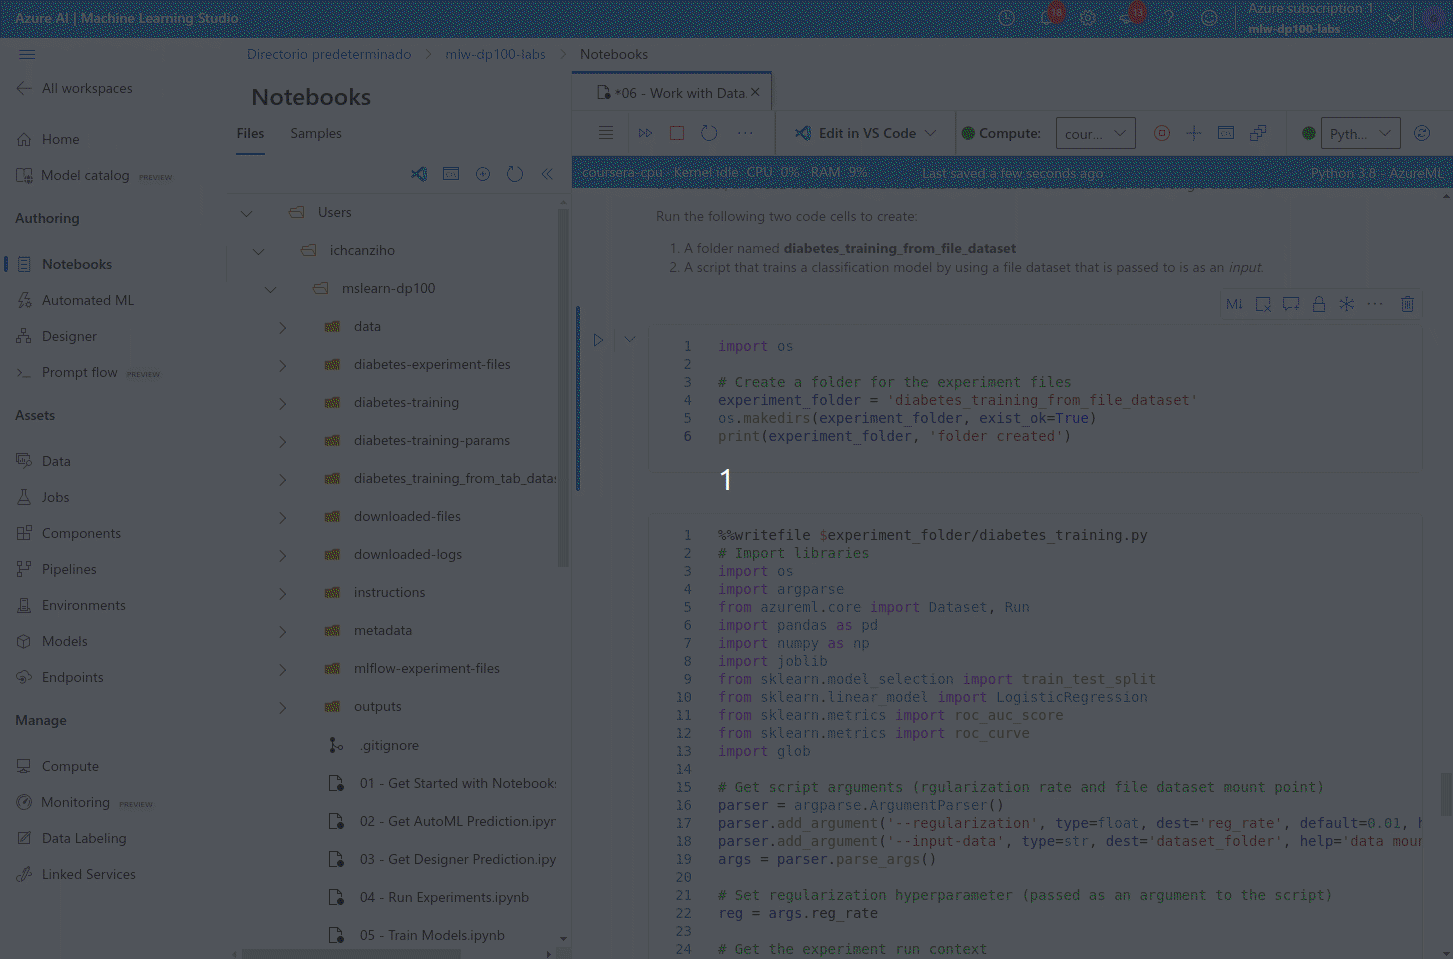 Azure AI | Machine Learning Studio
18
13
?
Azure subscription 1
mlw-dp100-labs
All workspaces
Home
Model catalog PREVIEW
Authoring
Notebooks
Automated ML
Designer
Prompt flow PREVIEW
Assets
Data
Jobs
Components
Pipelines
Environments
Models
Endpoints
Manage
Compute
Monitoring PREVIEW
Data Labeling
Linked Services
Directorio predeterminado > mlw-dp100-labs > Notebooks
Notebooks
Files Samples
Users
ichcanziho
mslearn-dp100
data
diabetes-experiment-files
diabetes-training
diabetes-training-params
diabetes_training_from_tab_datas
downloaded-files
downloaded-logs
instructions
metadata
mlflow-experiment-files
outputs
.gitignore
01 - Get Started with Notebooks
02 - Get AutoML Prediction.ipyn
03 - Get Designer Prediction.ipy
04 - Run Experiments.ipynb
05 - Train Models.ipynb
*06 - Work with Data
Edit in VS Code
Compute: cour...
Pyth...
coursera-cpu · Kernel idle CPU 0% RAM 9%
Last saved a few seconds ago
Python 3.8 - AzureML
Run the following two code cells to create:
1. A folder named diabetes_training_from_file_dataset
2. A script that trains a classification model by using a file dataset that is passed to is as an input.
M↓
1 import os
2
3 # Create a folder for the experiment files
4 experiment_folder = 'diabetes_training_from_file_dataset'
5 os.makedirs(experiment_folder, exist_ok=True)
6 print(experiment_folder, 'folder created')
1
1 %%writefile $experiment_folder/diabetes_training.py
2 # Import libraries
3 import os
4 import argparse
5 from azureml.core import Dataset, Run
6 import pandas as pd
7 import numpy as np
8 import joblib
9 from sklearn.model_selection import train_test_split
10 from sklearn.linear_model import LogisticRegression
11 from sklearn.metrics import roc_auc_score
12 from sklearn.metrics import roc_curve
13 import glob
14
15 # Get script arguments (rgularization rate and file dataset mount point)
16 parser = argparse.ArgumentParser()
17 parser.add_argument('--regularization', type=float, dest='reg_rate', default=0.01, h
18 parser.add_argument('--input-data', type=str, dest='dataset_folder', help='data moun
19 args = parser.parse_args()
20
21 # Set regularization hyperparameter (passed as an argument to the script)
22 reg = args.reg_rate
23
24 # Get the experiment run context